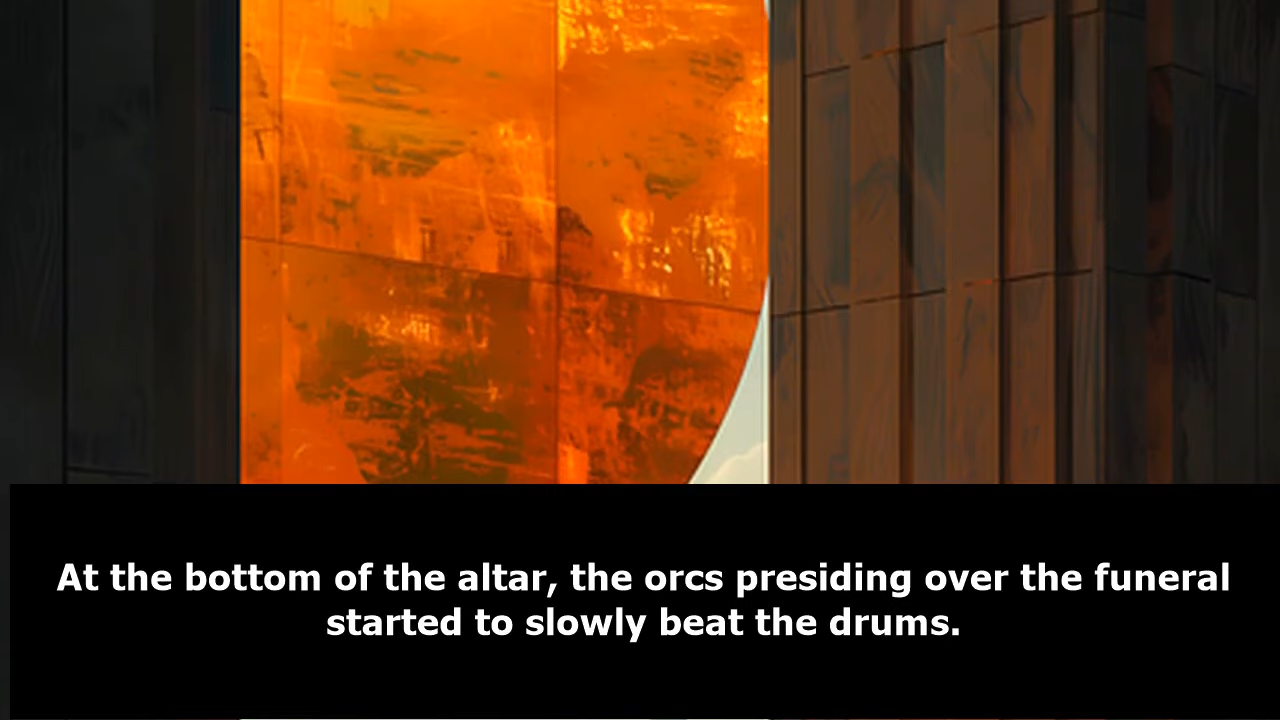 At the bottom of the altar, the orcs presiding over the funeral
started to slowly beat the drums.